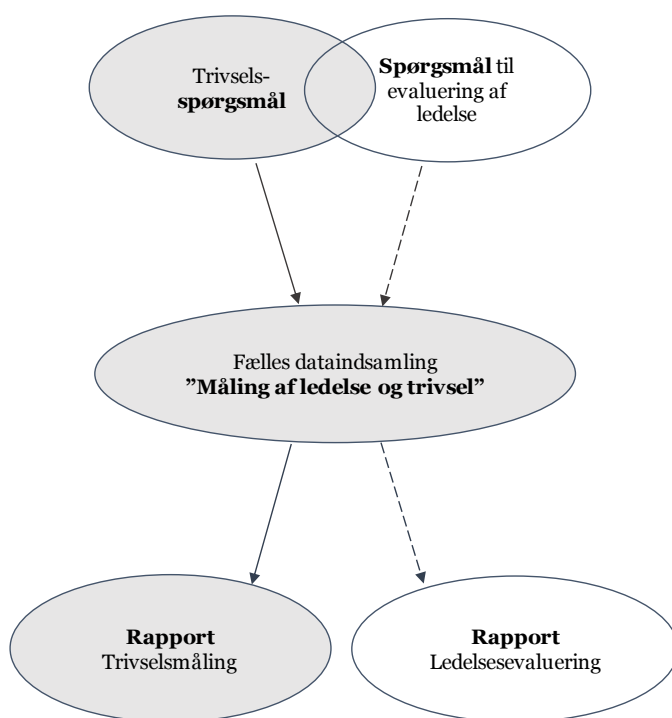 Trivsels-
spørgsmål
Spørgsmål til
evaluering af
ledelse
Fælles dataindsamling
”Måling af ledelse og trivsel”
Rapport
Trivselsmåling
Rapport
Ledelsesevaluering